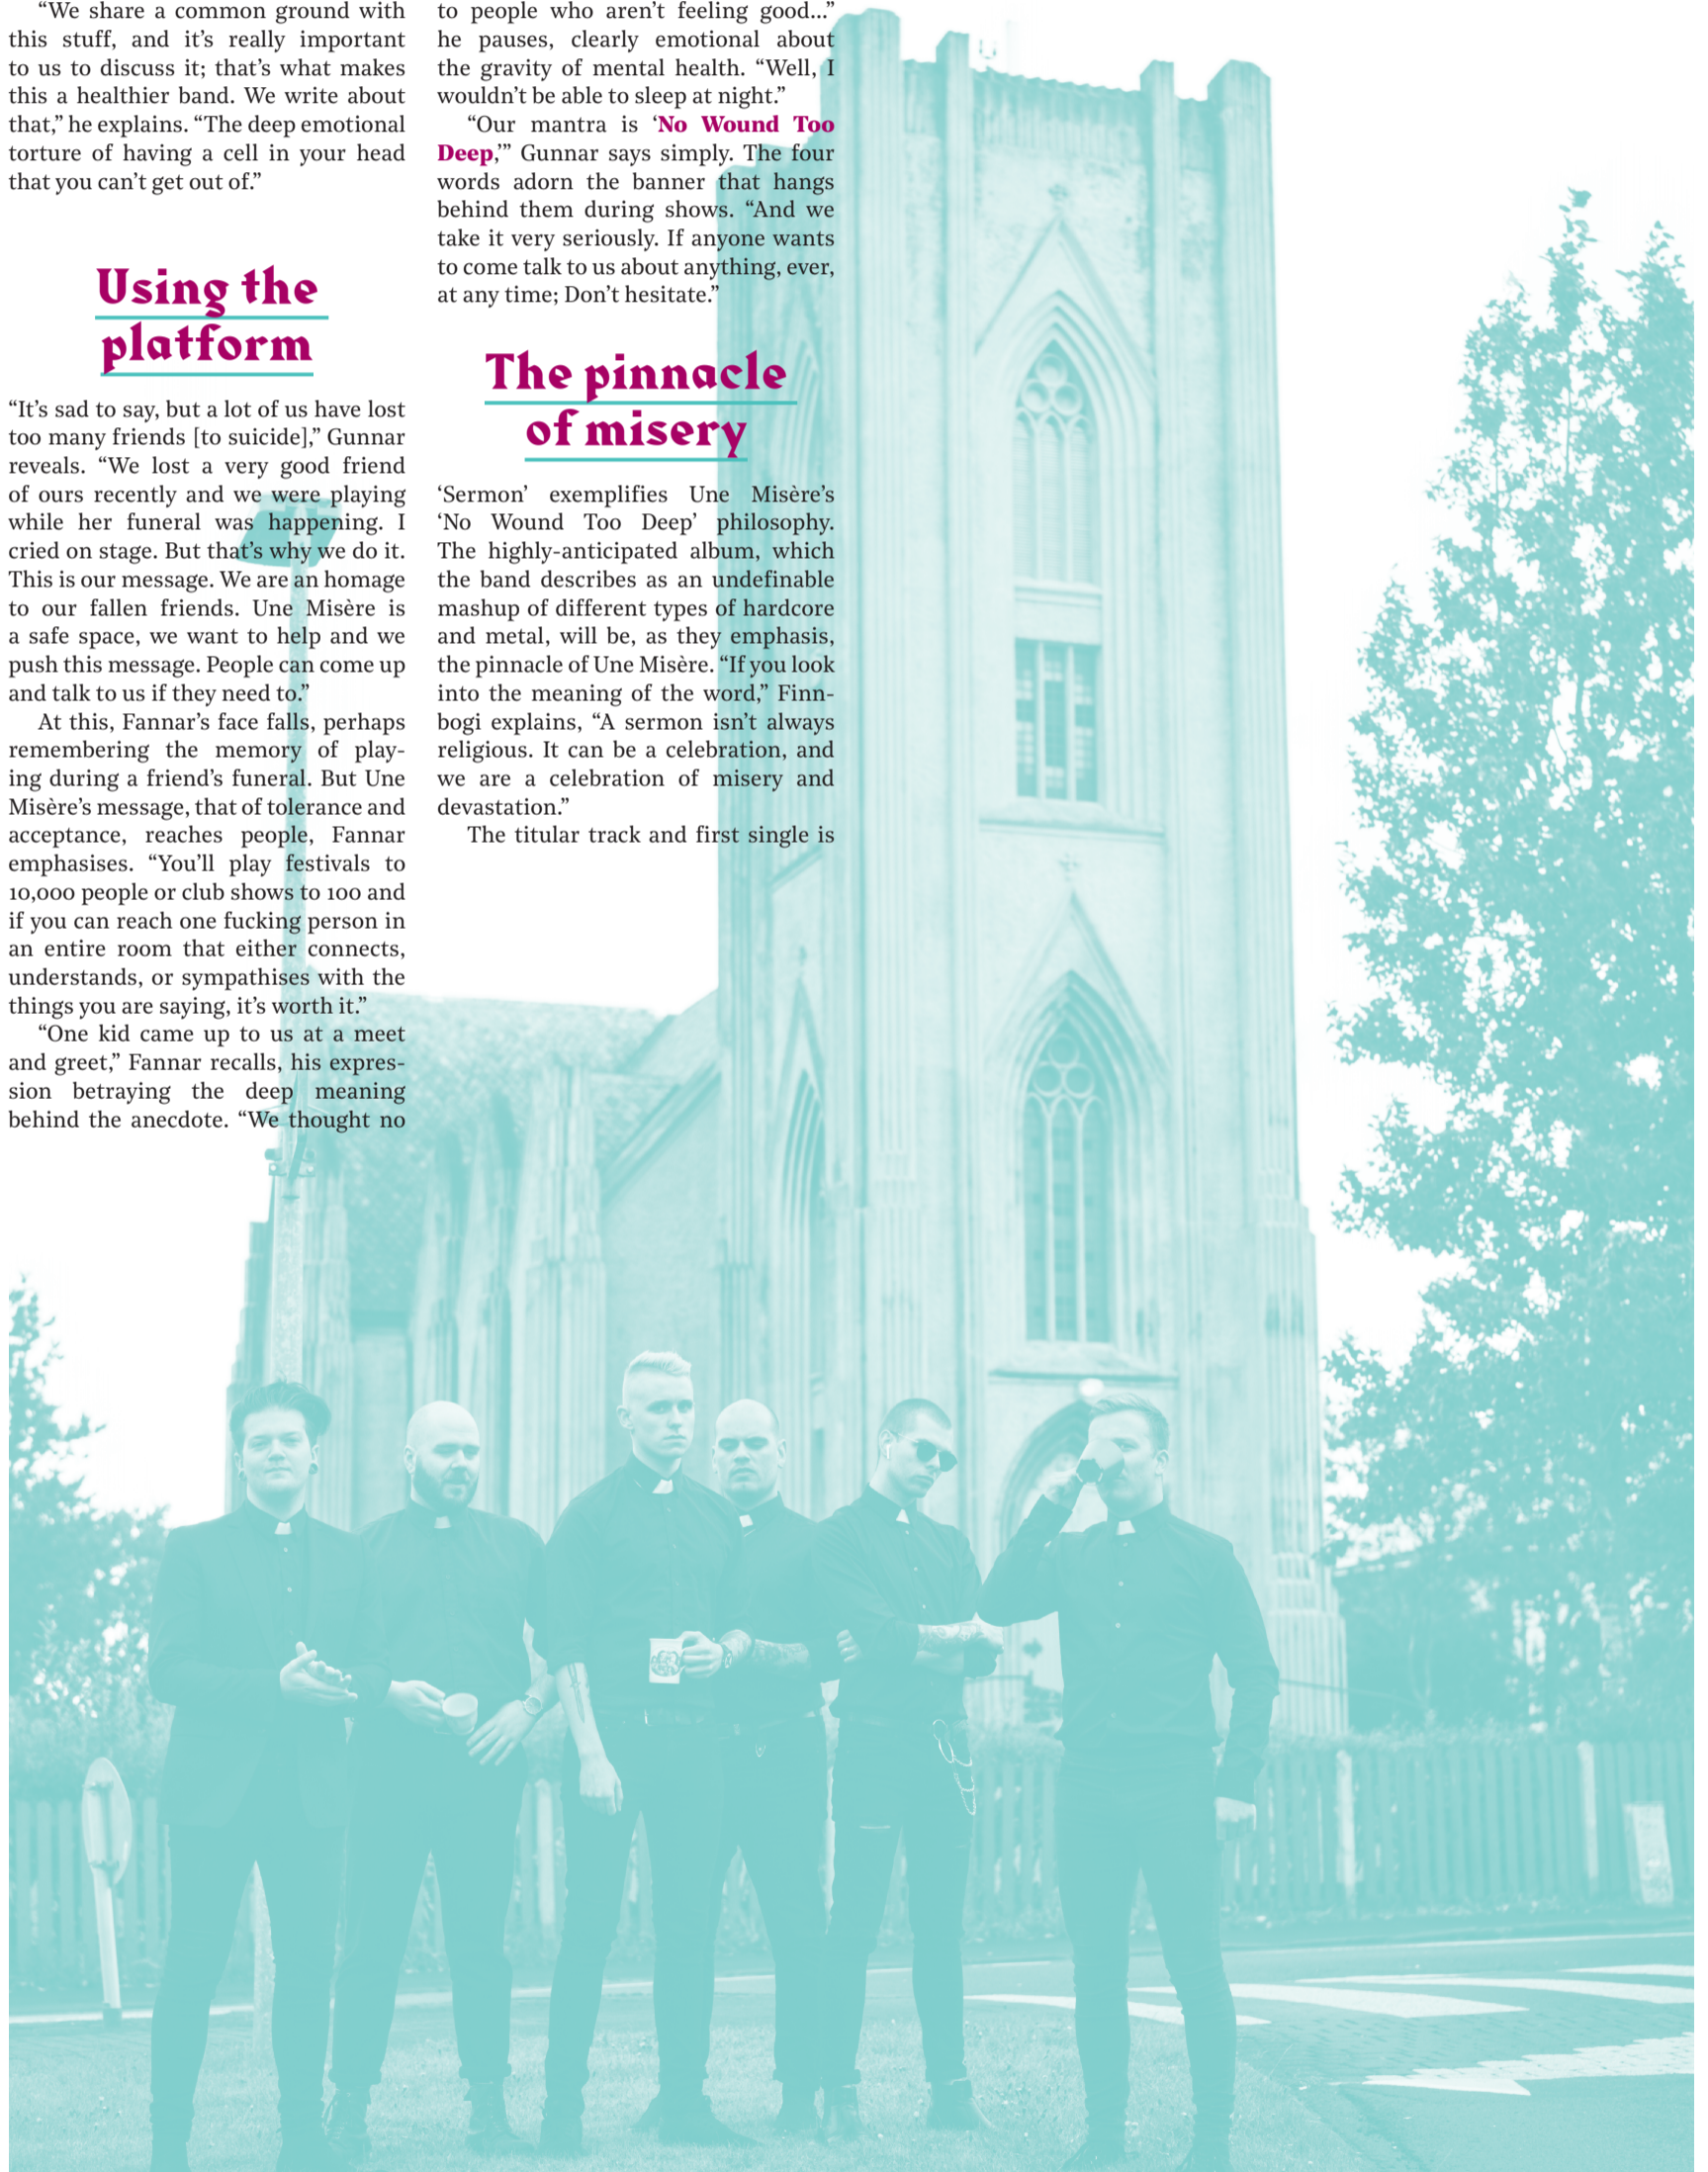 “We share a common ground with
this stuff, and it’s really important
to us to discuss it; that’s what makes
this a healthier band. We write about
that,” he explains. “The deep emotional
torture of having a cell in your head
that you can’t get out of.”
Using the
platform
“It’s sad to say, but a lot of us have lost
too many friends [to suicide],” Gunnar
reveals. “We lost a very good friend
of ours recently and we were playing
while her funeral was happening. I
cried on stage. But that’s why we do it.
This is our message. We are an homage
to our fallen friends. Une Misère is
a safe space, we want to help and we
push this message. People can come up
and talk to us if they need to.”
At this, Fannar’s face falls, perhaps
remembering the memory of play-
ing during a friend’s funeral. But Une
Misère’s message, that of tolerance and
acceptance, reaches people, Fannar
emphasises. “You’ll play festivals to
10,000 people or club shows to 100 and
if you can reach one fucking person in
an entire room that either connects,
understands, or sympathises with the
things you are saying, it’s worth it.”
“One kid came up to us at a meet
and greet,” Fannar recalls, his expres-
sion betraying the deep meaning
behind the anecdote. “We thought no
to people who aren’t feeling good...”
he pauses, clearly emotional about
the gravity of mental health. “Well, I
wouldn’t be able to sleep at night.”
“Our mantra is ‘No Wound Too
Deep,’” Gunnar says simply. The four
words adorn the banner that hangs
behind them during shows. “And we
take it very seriously. If anyone wants
to come talk to us about anything, ever,
at any time; Don’t hesitate.”
The pinnacle
of misery
‘Sermon’ exemplifies Une Misère’s
‘No Wound Too Deep’ philosophy.
The highly-anticipated album, which
the band describes as an undefinable
mashup of different types of hardcore
and metal, will be, as they emphasis,
the pinnacle of Une Misère. “If you look
into the meaning of the word,” Finn-
bogi explains, “A sermon isn’t always
religious. It can be a celebration, and
we are a celebration of misery and
devastation.”
The titular track and first single is